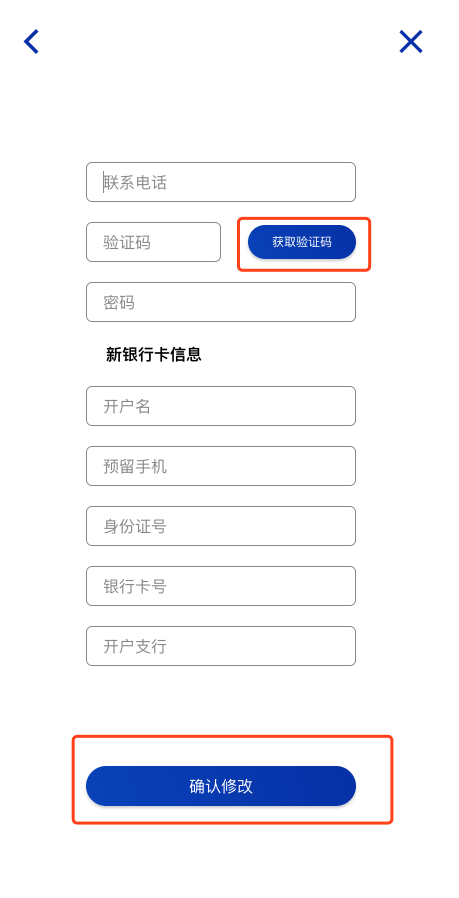 联系电话
验证码
获取验证码
密码
新银行卡信息
开户名
预留手机
身份证号
银行卡号
开户支行
确认修改